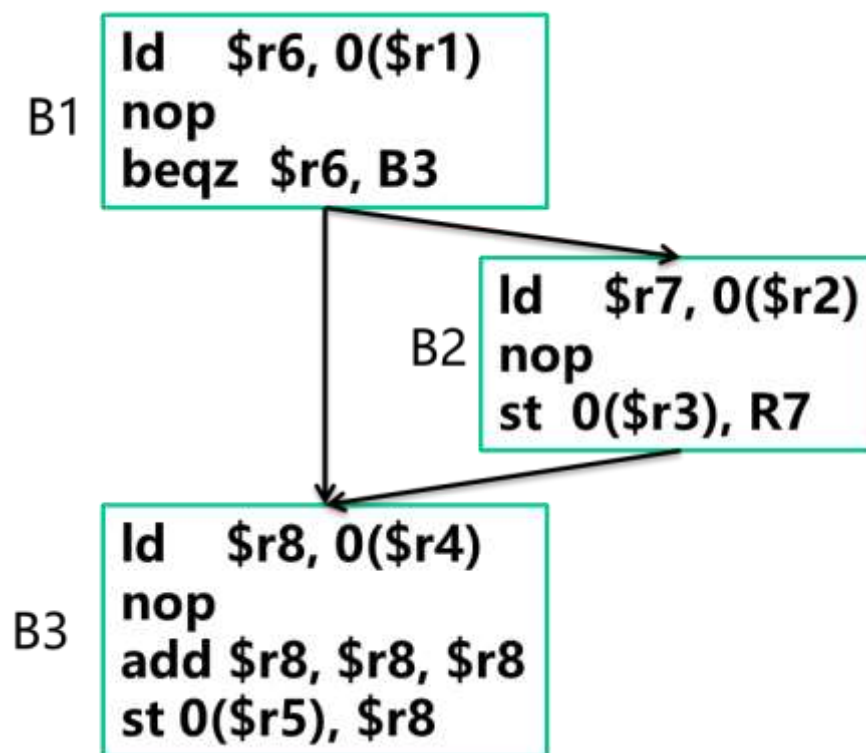 B1
ld $r6, 0($r1)
nop
beqz $r6, B3
B2
ld $r7, 0($r2)
nop
st 0($r3), R7
B3
ld $r8, 0($r4)
nop
add $r8, $r8, $r8
st 0($r5), $r8